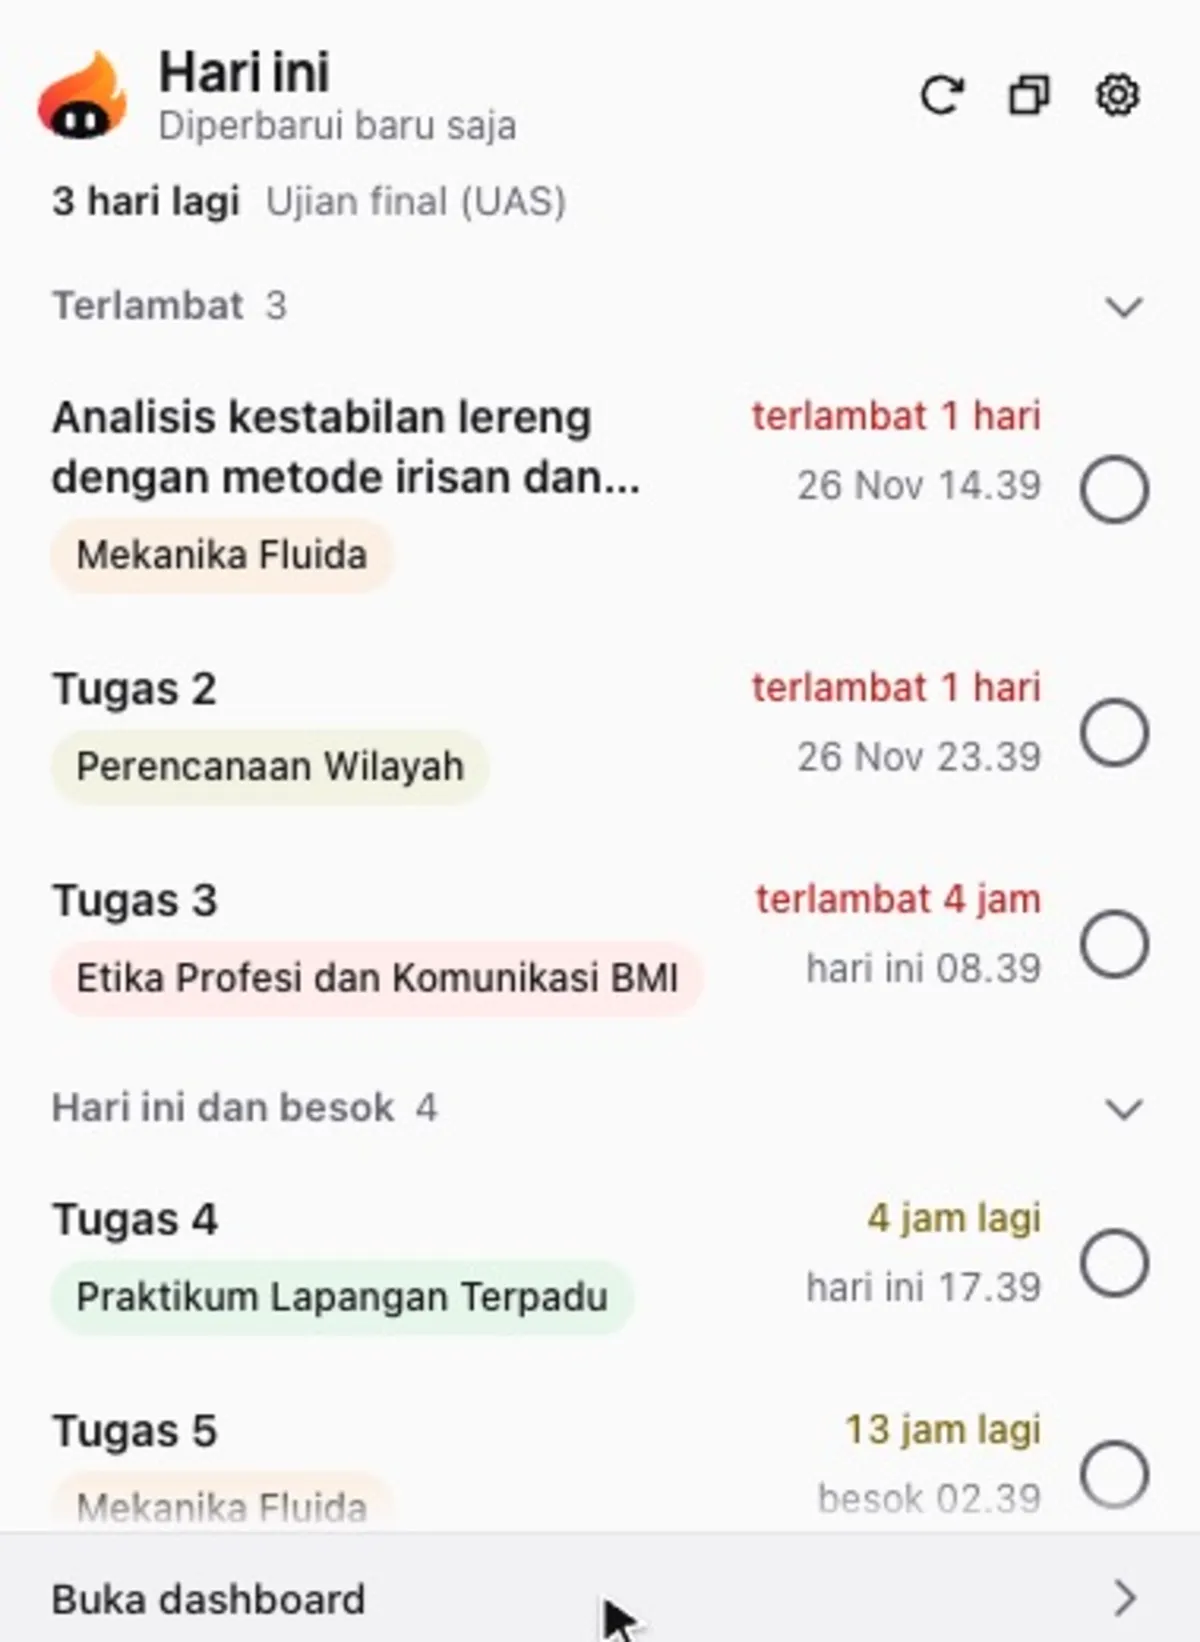 Hari ini
Diperbarui baru saja
3 hari lagi Ujian final (UAS)
Terlambat 3
Analisis kestabilan lereng
dengan metode irisan dan...
terlambat 1 hari
26 Nov 14.39
Mekanika Fluida
Tugas 2
terlambat 1 hari
26 Nov 23.39
Perencanaan Wilayah
Tugas 3
terlambat 4 jam
hari ini 08.39
Etika Profesi dan Komunikasi BMI
Hari ini dan besok 4
Tugas 4
4 jam lagi
hari ini 17.39
Praktikum Lapangan Terpadu
Tugas 5
13 jam lagi
besok 02.39
Mekanika Fluida
Buka dashboard